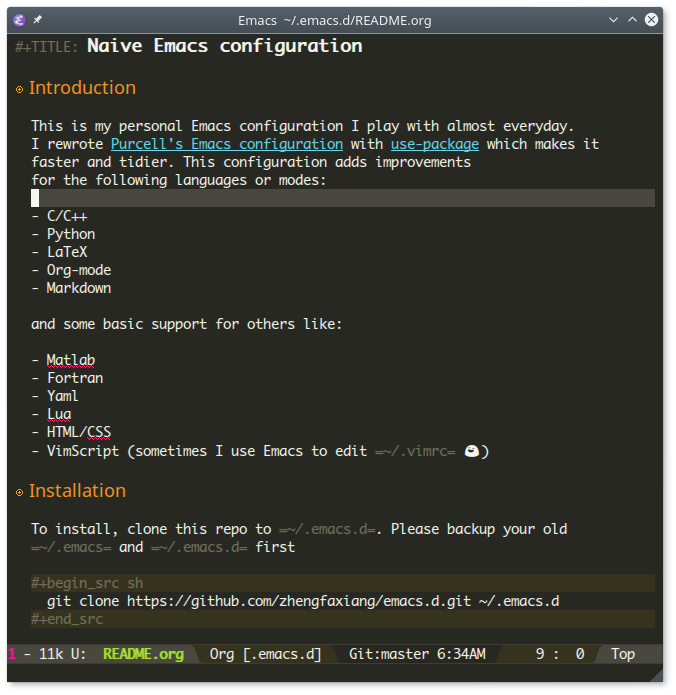 Emacs ~/.emacs.d/README.org
#+TITLE: Naive Emacs configuration
Introduction
This is my personal Emacs configuration I play with almost everyday.
I rewrote Purcell's Emacs configuration with use-package which makes it
faster and tidier. This configuration adds improvements
for the following languages or modes:
- C/C++
- Python
- LaTeX
- Org-mode
- Markdown
and some basic support for others like:
- Matlab
- Fortran
- Yaml
- Lua
- HTML/CSS
- VimScript (sometimes I use Emacs to edit =~/.vimrc= 😅)
Installation
To install, clone this repo to =~/.emacs.d=. Please backup your old
=~/.emacs= and =~/.emacs.d= first
#+begin_src sh
git clone https://github.com/zhengfaxiang/emacs.d.git ~/.emacs.d
#+end_src
1 - 11k U: README.org Org [.emacs.d] Git:master 6:34AM 9 : 0 Top